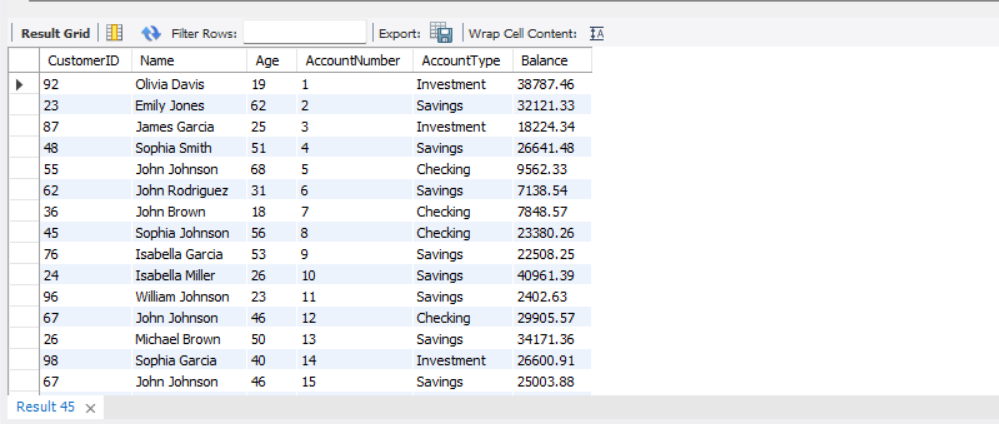 Result Grid Filter Rows: Export: Wrap Cell Content: IA
CustomerID Name Age AccountNumber AccountType Balance
92 Olivia Davis 19 1 Investment 38787.46
23 Emily Jones 62 2 Savings 32121.33
87 James Garcia 25 3 Investment 18224.34
48 Sophia Smith 51 4 Savings 26641.48
55 John Johnson 68 5 Checking 9562.33
62 John Rodriguez 31 6 Savings 7138.54
36 John Brown 18 7 Checking 7848.57
45 Sophia Johnson 56 8 Checking 23380.26
76 Isabella Garcia 53 9 Savings 22508.25
24 Isabella Miller 26 10 Savings 40961.39
96 William Johnson 23 11 Savings 2402.63
67 John Johnson 46 12 Checking 29905.57
26 Michael Brown 50 13 Savings 34171.36
98 Sophia Garcia 40 14 Investment 26600.91
67 John Johnson 46 15 Savings 25003.88
Result 45